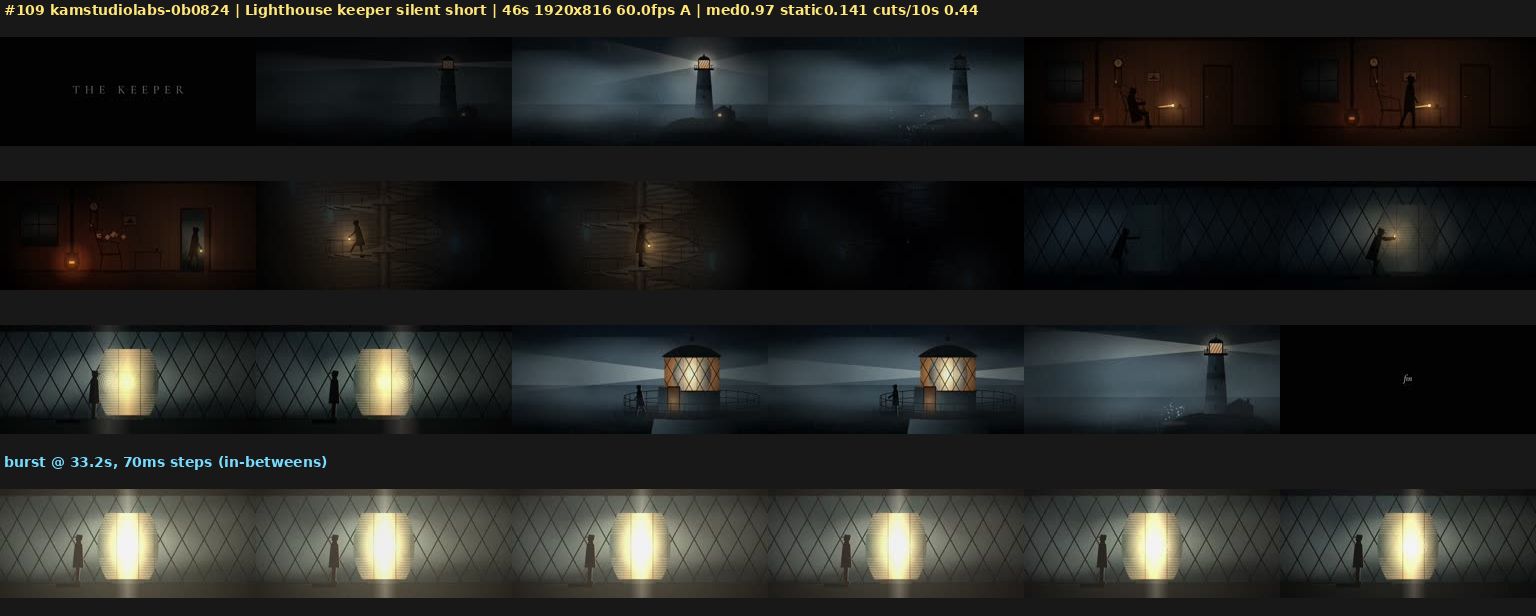 #109 kamstudiolabs-0b0824 | Lighthouse keeper silent short | 46s 1920x816 60.0fps A | med0.97 static0.141 cuts/10s 0.44
THE KEEPER
fin
burst @ 33.2s, 70ms steps (in-betweens)